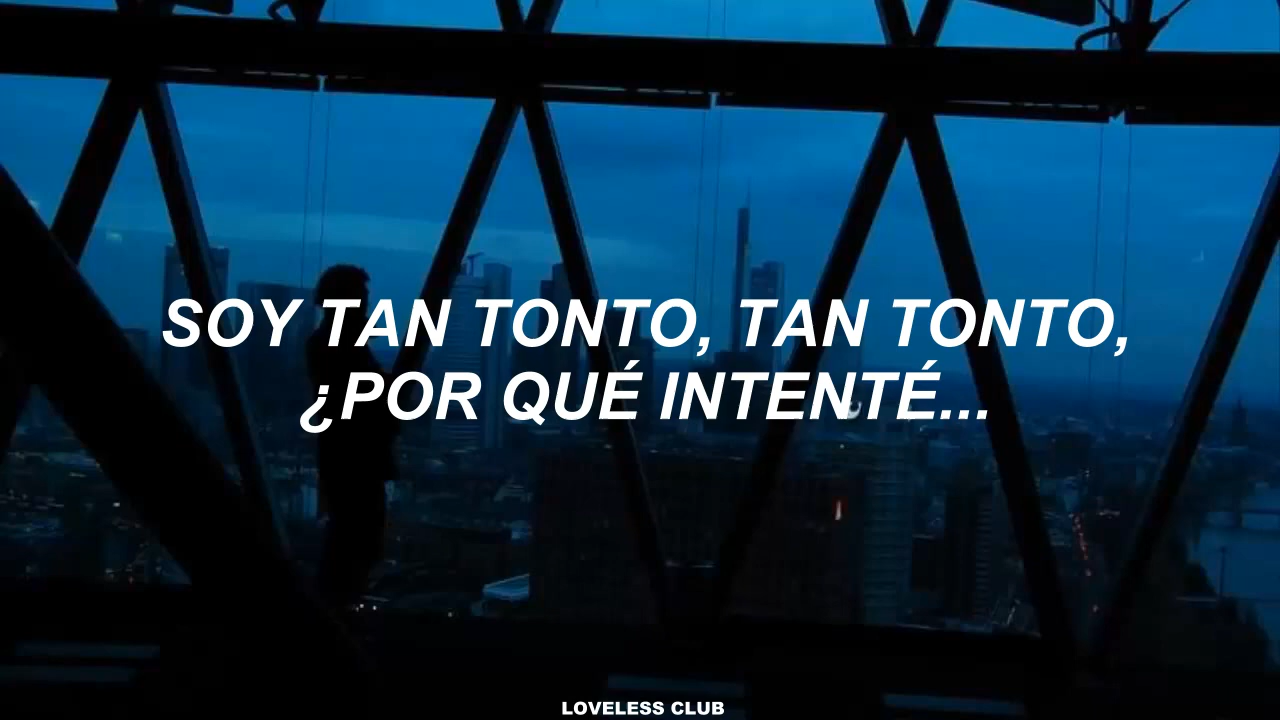 SOY TAN TONTO, TAN TONTO,
¿POR QUÉ INTENTÉ...
LOVELESS CLUB